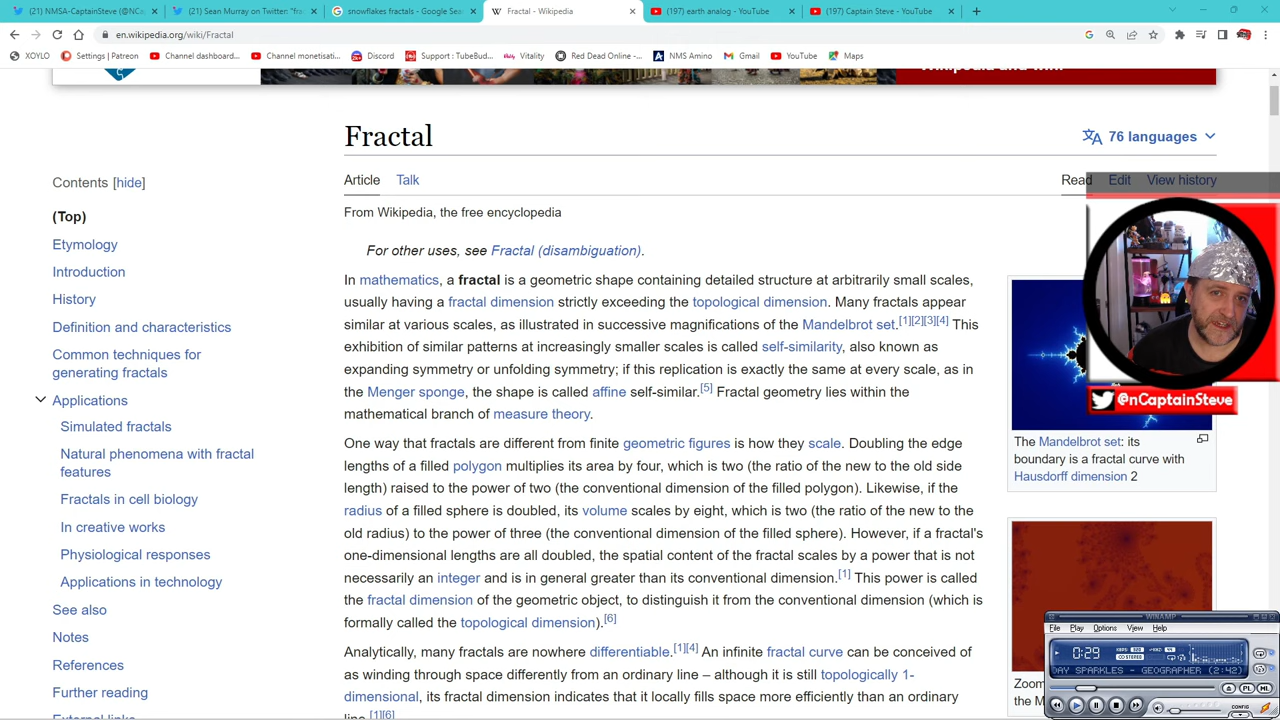 (21) NMSA-CaptainSteve (@NC
(21) Sean Murray on Twitter: "fra
snowflakes fractals - Google Sea
Fractal - Wikipedia
(197) earth analog - YouTube
(197) Captain Steve - YouTube
en.wikipedia.org/wiki/Fractal
XOYLO
Settings | Patreon
Channel dashboard...
Channel monetisati...
Discord
Support : TubeBud...
Vitality
Red Dead Online -...
NMS Amino
Gmail
YouTube
Maps
Fractal
76 languages
Contents [hide]
Article Talk
Read Edit View history
(Top)
From Wikipedia, the free encyclopedia
Etymology
For other uses, see Fractal (disambiguation).
Introduction
History
Definition and characteristics
Common techniques for
generating fractals
Applications
Simulated fractals
Natural phenomena with fractal
features
Fractals in cell biology
In creative works
Physiological responses
Applications in technology
See also
Notes
References
Further reading
External links
In mathematics, a fractal is a geometric shape containing detailed structure at arbitrarily small scales,
usually having a fractal dimension strictly exceeding the topological dimension. Many fractals appear
similar at various scales, as illustrated in successive magnifications of the Mandelbrot set.[1][2][3][4] This
exhibition of similar patterns at increasingly smaller scales is called self-similarity, also known as
expanding symmetry or unfolding symmetry; if this replication is exactly the same at every scale, as in
the Menger sponge, the shape is called affine self-similar.[5] Fractal geometry lies within the
mathematical branch of measure theory.
One way that fractals are different from finite geometric figures is how they scale. Doubling the edge
lengths of a filled polygon multiplies its area by four, which is two (the ratio of the new to the old side
length) raised to the power of two (the conventional dimension of the filled polygon). Likewise, if the
radius of a filled sphere is doubled, its volume scales by eight, which is two (the ratio of the new to the
old radius) to the power of three (the conventional dimension of the filled sphere). However, if a fractal's
one-dimensional lengths are all doubled, the spatial content of the fractal scales by a power that is not
necessarily an integer and is in general greater than its conventional dimension.[1] This power is called
the fractal dimension of the geometric object, to distinguish it from the conventional dimension (which is
formally called the topological dimension).[6]
Analytically, many fractals are nowhere differentiable.[1][4] An infinite fractal curve can be conceived of
as winding through space differently from an ordinary line – although it is still topologically 1-
dimensional, its fractal dimension indicates that it locally fills space more efficiently than an ordinary
line.[1][6]
@nCaptainSteve
The Mandelbrot set: its
boundary is a fractal curve with
Hausdorff dimension 2
Zoom
the M
WINAMP
File Play Options View Help
0:29
STEREO
DAY SPARKLES - GEOGRAPHER (2:42)
PL ML
CONFIG